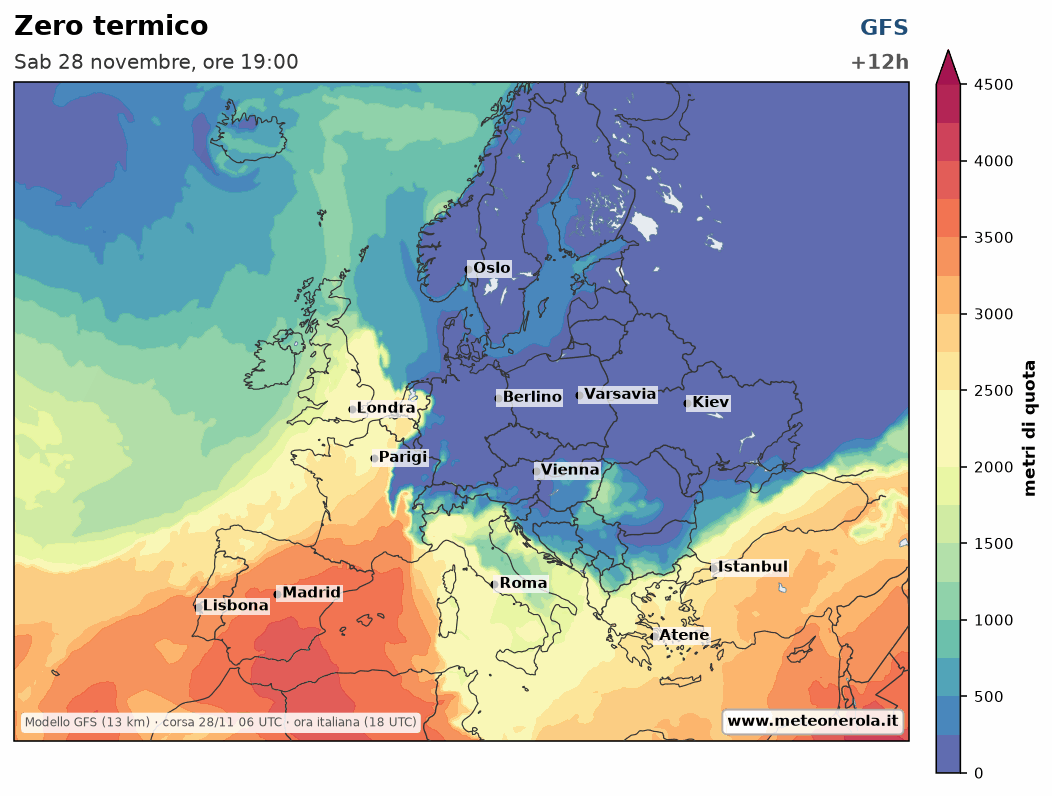 Zero termico
GFS
Sab 28 novembre, ore 19:00
+12h
Oslo
Berlino
Varsavia
Kiev
Londra
Parigi
Vienna
Istanbul
Roma
Madrid
Lisbona
Atene
Modello GFS (13 km) · corsa 28/11 06 UTC · ora italiana (18 UTC)
www.meteonerola.it
4500
4000
3500
3000
2500
2000
1500
1000
500
0
metri di quota